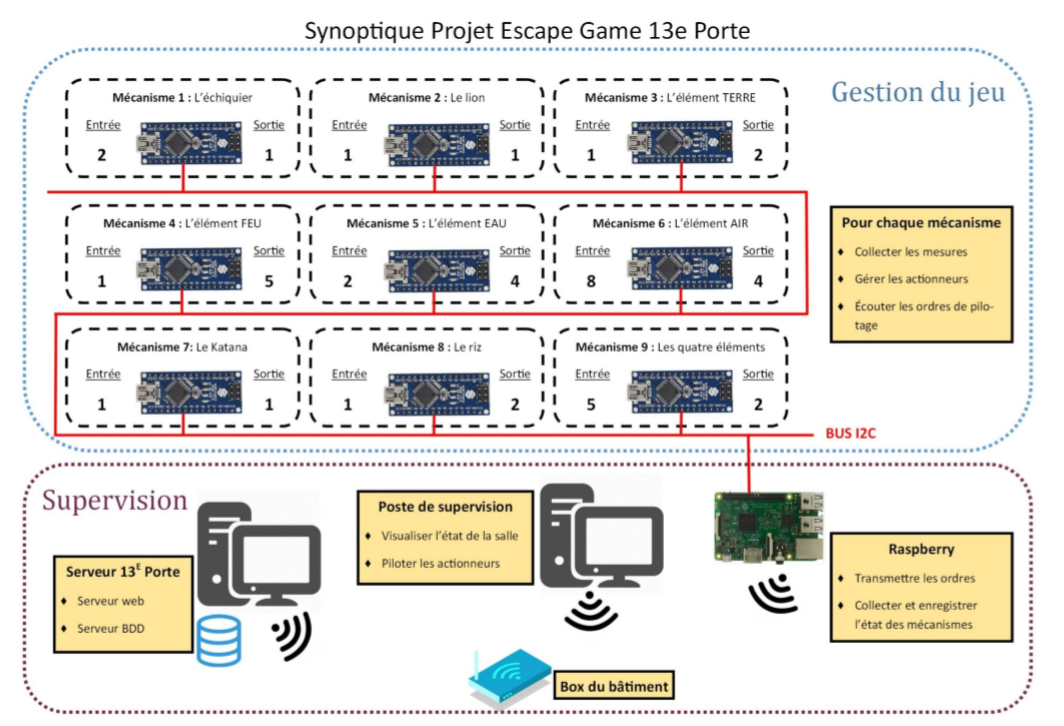 Synoptique Projet Escape Game 13e Porte
Gestion du jeu
Mécanisme 1 : L'échiquier
Entrée
Sortie
2
1
Mécanisme 2 : Le lion
Entrée
Sortie
1
1
Mécanisme 3 : L'élément TERRE
Entrée
Sortie
1
2
Mécanisme 4 : L'élément FEU
Entrée
Sortie
1
5
Mécanisme 5 : L'élément EAU
Entrée
Sortie
2
4
Mécanisme 6 : L'élément AIR
Entrée
Sortie
8
4
Pour chaque mécanisme
♦ Collecter les mesures
♦ Gérer les actionneurs
♦ Écouter les ordres de pilo-
tage
Mécanisme 7: Le Katana
Entrée
Sortie
1
1
Mécanisme 8 : Le riz
Entrée
Sortie
1
2
Mécanisme 9 : Les quatre éléments
Entrée
Sortie
5
2
BUS I2C
Supervision
Serveur 13E Porte
♦ Serveur web
♦ Serveur BDD
Poste de supervision
♦ Visualiser l'état de la salle
♦ Piloter les actionneurs
Raspberry
♦ Transmettre les ordres
♦ Collecter et enregistrer
l'état des mécanismes
Box du bâtiment